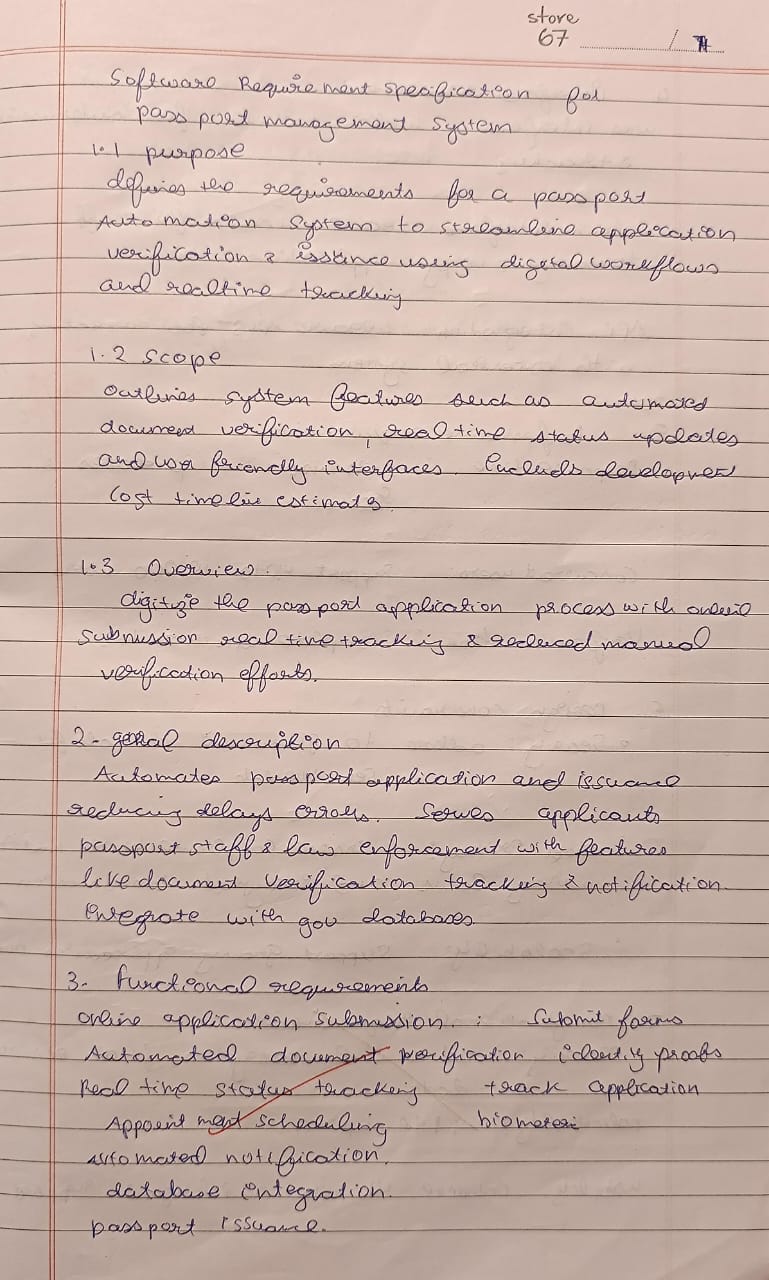 store
67 /
Software Requirement specification for
pass port management system
1.1 purpose
defines the requirements for a passport
Automation System to streamline application
verification & issuance using digital workflows
and realtime tracking
1.2 Scope
Outlines system features such as automated
document verification, real time status updates
and user friendly interfaces. Includes development
Cost timeline estimates
1.3 Overview.
digitize the passport application process with online
submission real time tracking & reduced manual
verification efforts.
2- genral description
Automates passport application and issuance
reducing delays errors. Serves applicants
passport staff & law enforcement with features
like document verification tracking & notification.
Integrate with gov databases.
3- functional requirements
online application submission. : Submit forms
Automated document verification identity proofs
Real time status tracking track application
Appointment scheduling biometric
automated notification.
database integration.
passport issuance.